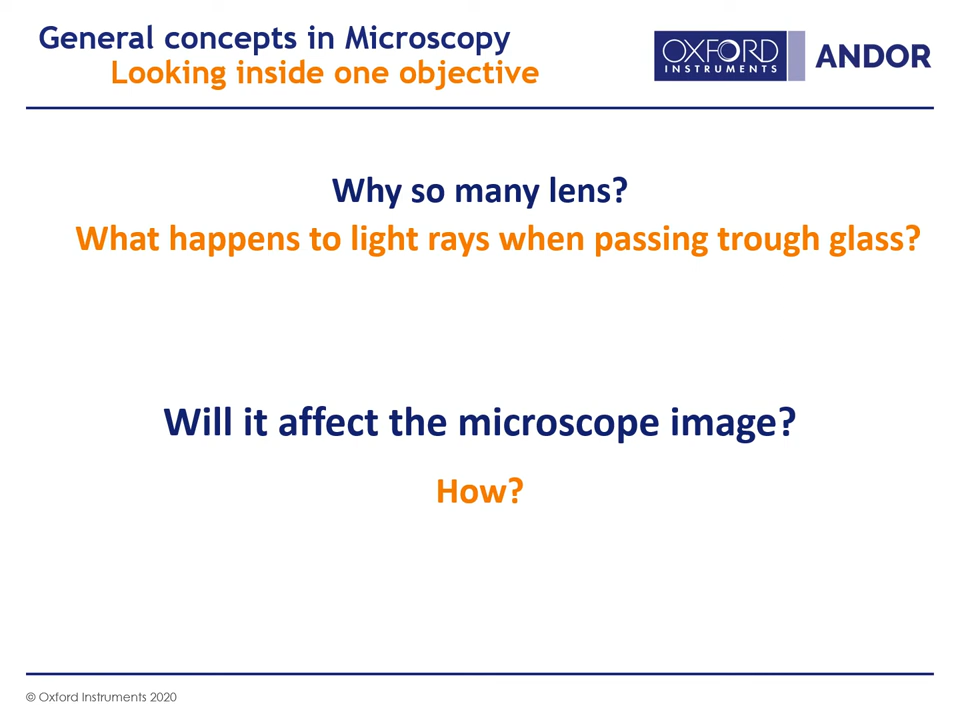 General concepts in Microscopy
Looking inside one objective
OXFORD
INSTRUMENTS
ANDOR
Why so many lens?
What happens to light rays when passing trough glass?
Will it affect the microscope image?
How?
© Oxford Instruments 2020